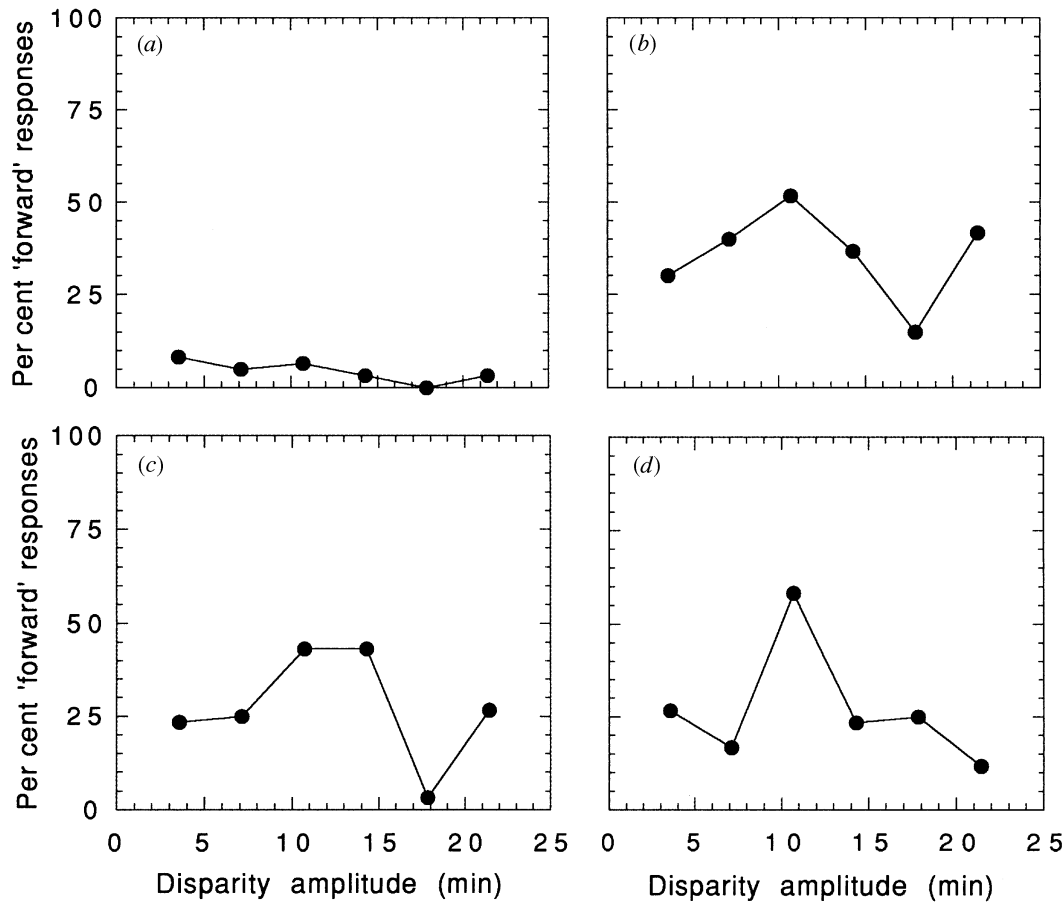 100
75
50
25
0
Per cent 'forward' responses
(a)
(b)
100
75
50
25
0
Per cent 'forward' responses
(c)
(d)
0 5 10 15 20 25
0 5 10 15 20 25
Disparity amplitude (min)
Disparity amplitude (min)